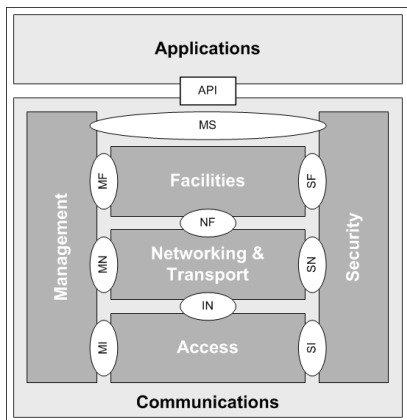 Applications
API
MS
Management
MF
Facilities
SF
Security
NF
MN
Networking &
Transport
SN
IN
MI
Access
SI
Communications